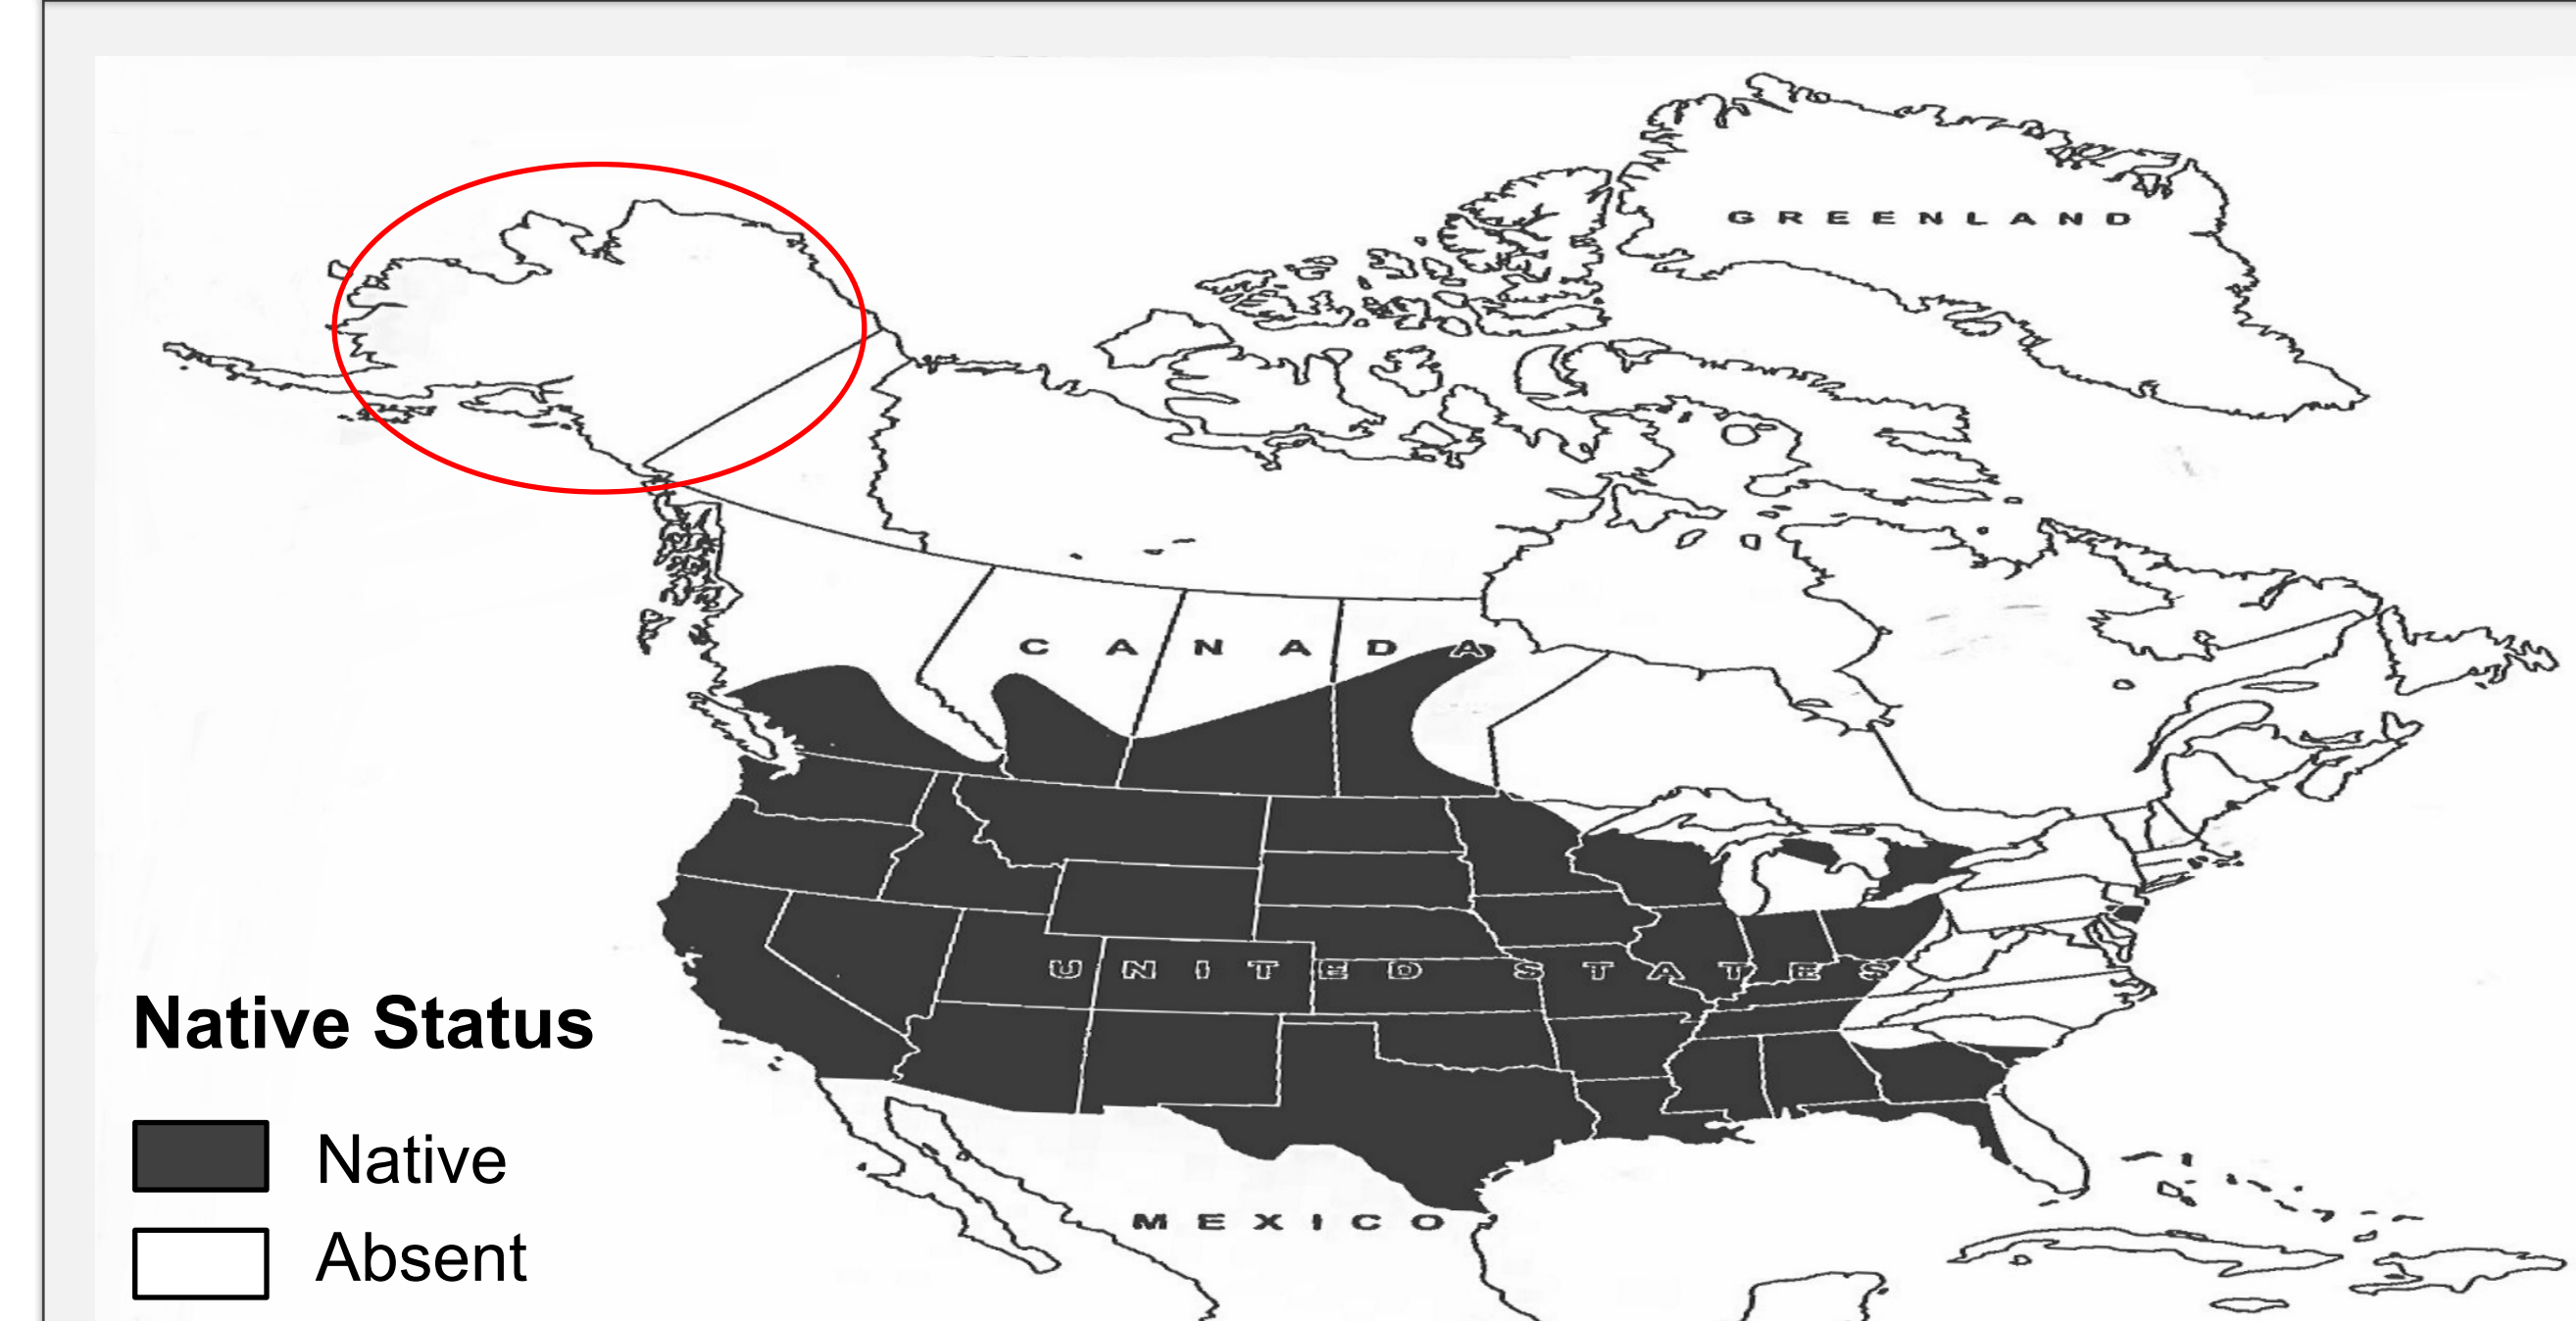 GREENLAND
CANADA
UNITED STATES
MEXICO
Native Status
Native
Absent